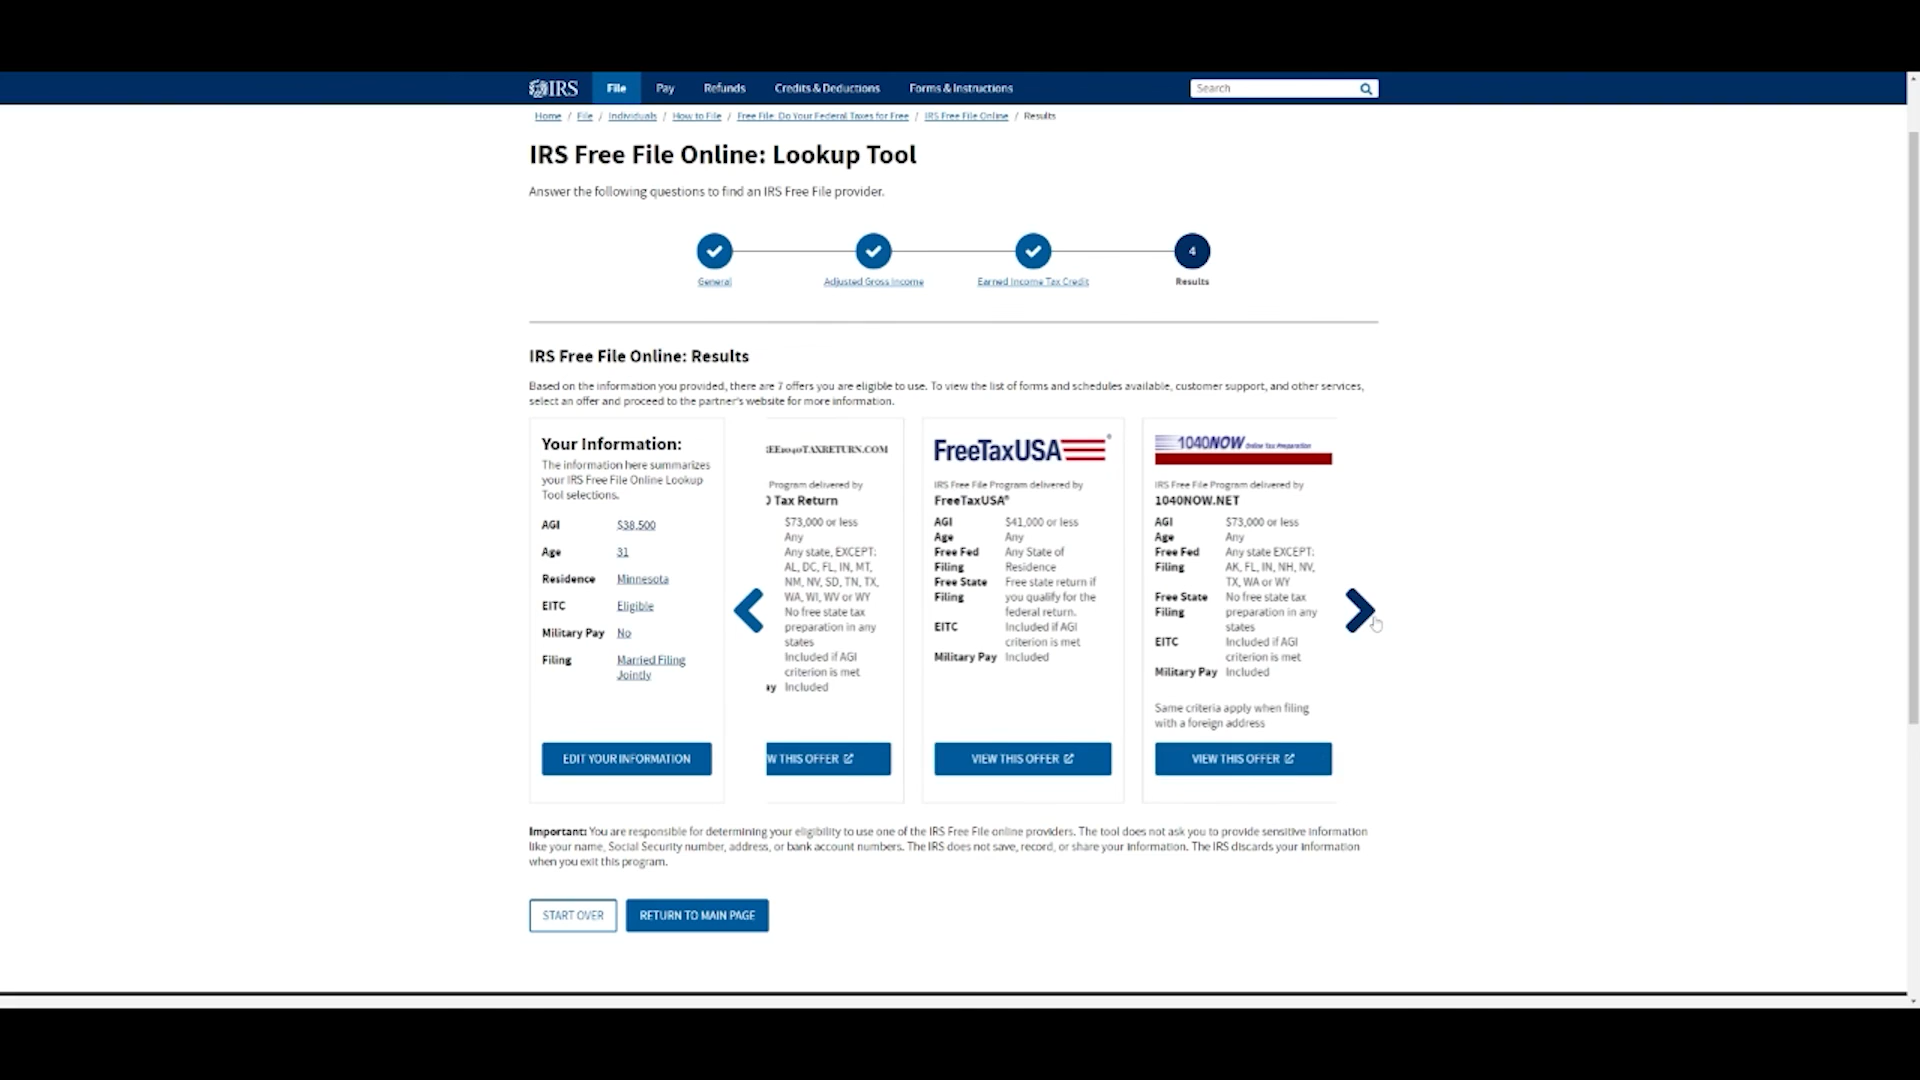 IRS
File
Pay
Refunds
Credits & Deductions
Forms & Instructions
Search
Home / File / Individuals / How to File / Free File: Do Your Federal Taxes for Free / IRS Free File Online / Results
IRS Free File Online: Lookup Tool
Answer the following questions to find an IRS Free File provider.
4
General
Adjusted Gross Income
Earned Income Tax Credit
Results
IRS Free File Online: Results
Based on the information you provided, there are 7 offers you are eligible to use. To view the list of forms and schedules available, customer support, and other services,
select an offer and proceed to the partner's website for more information.
Your Information:
The information here summarizes
your IRS Free File Online Lookup
Tool selections.
AGI $38,500
Age 31
Residence Minnesota
EITC Eligible
Military Pay No
Filing Married Filing
Jointly
EDIT YOUR INFORMATION
EE1040TAXRETURN.COM
Program delivered by
Tax Return
$73,000 or less
Any
Any state, EXCEPT:
AL, DC, FL, IN, MT,
NM, NV, SD, TN, TX,
WA, WI, WV or WY
No free state tax
preparation in any
states
Included if AGI
criterion is met
ay Included
W THIS OFFER
FreeTaxUSA®
IRS Free File Program delivered by
FreeTaxUSA®
AGI $41,000 or less
Age Any
Free Fed Any State of
Filing Residence
Free State Free state return if
Filing you qualify for the
federal return.
EITC Included if AGI
criterion is met
Military Pay Included
VIEW THIS OFFER
1040NOW Online Tax Preparation
IRS Free File Program delivered by
1040NOW.NET
AGI $73,000 or less
Age Any
Free Fed Any state EXCEPT:
Filing AK, FL, IN, NH, NV,
TX, WA or WY
Free State No free state tax
Filing preparation in any
states
EITC Included if AGI
criterion is met
Military Pay Included
Same criteria apply when filing
with a foreign address
VIEW THIS OFFER
Important: You are responsible for determining your eligibility to use one of the IRS Free File online providers. The tool does not ask you to provide sensitive information
like your name, Social Security number, address, or bank account numbers. The IRS does not save, record, or share your information. The IRS discards your information
when you exit this program.
START OVER
RETURN TO MAIN PAGE